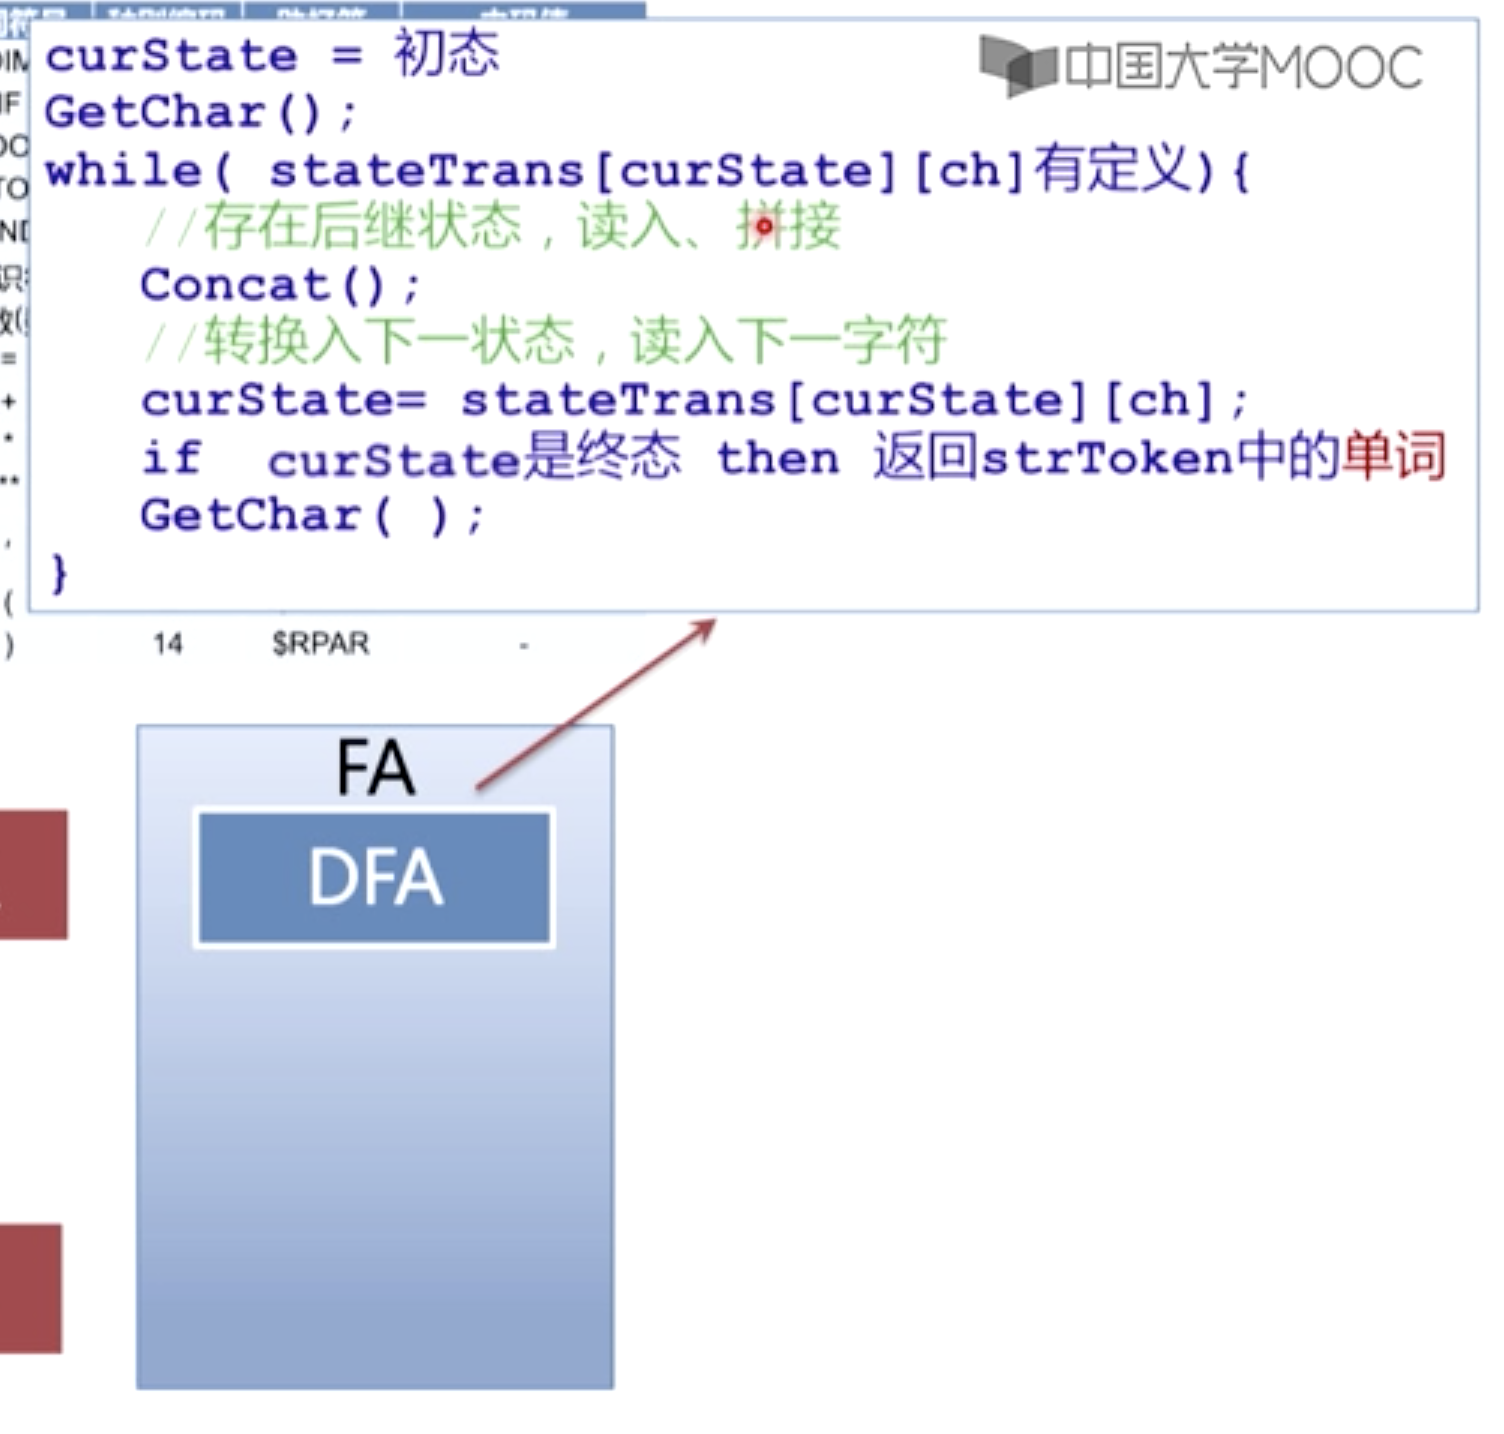 curState = 初态
中国大学MOOC
GetChar();
while( stateTrans[curState][ch]有定义){
//存在后继状态，读入、拼接
Concat();
//转换入下一状态，读入下一字符
curState= stateTrans[curState][ch];
if curState是终态 then 返回strToken中的单词
GetChar( );
}
IF
TO
=
+
*
**
,
(
) 14 $RPAR -
FA
DFA